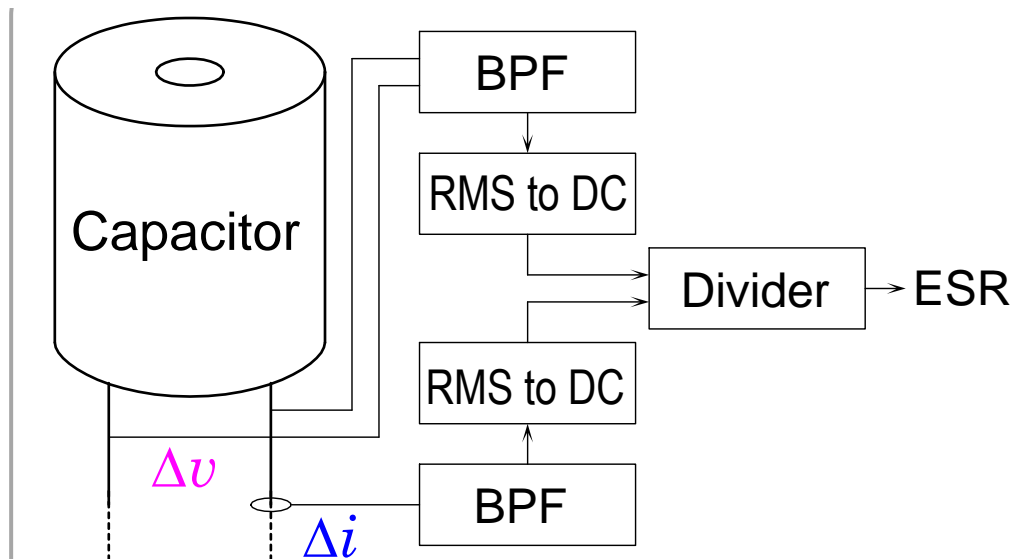 BPF
RMS to DC
Capacitor
Divider
ESR
RMS to DC
Δv
BPF
Δi